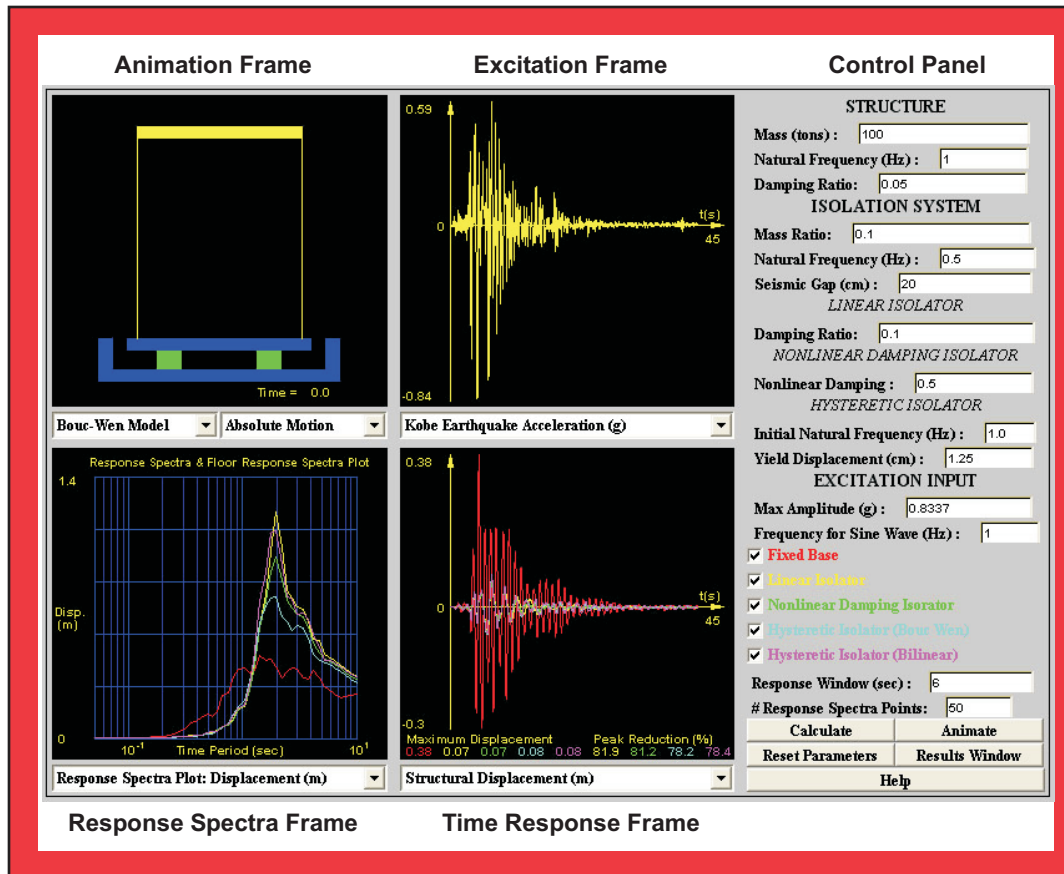 Animation Frame
Excitation Frame
Control Panel
Time = 0.0
Bouc-Wen Model
Absolute Motion
0.59
0
-0.84
t(s)
45
Kobe Earthquake Acceleration (g)
Response Spectra & Floor Response Spectra Plot
1.4
Disp.
(m)
0
10-1
Time Period (sec)
101
Response Spectra Plot: Displacement (m)
0.38
0
-0.3
t(s)
45
Maximum Displacement Peak Reduction (%)
0.38 0.07 0.07 0.08 0.08 81.9 81.2 78.2 78.4
Structural Displacement (m)
STRUCTURE
Mass (tons) : 100
Natural Frequency (Hz) : 1
Damping Ratio: 0.05
ISOLATION SYSTEM
Mass Ratio: 0.1
Natural Frequency (Hz) : 0.5
Seismic Gap (cm) : 20
LINEAR ISOLATOR
Damping Ratio: 0.1
NONLINEAR DAMPING ISOLATOR
Nonlinear Damping : 0.5
HYSTERETIC ISOLATOR
Initial Natural Frequency (Hz) : 1.0
Yield Displacement (cm) : 1.25
EXCITATION INPUT
Max Amplitude (g) : 0.8337
Frequency for Sine Wave (Hz) : 1
Fixed Base
Linear Isolator
Nonlinear Damping Isorator
Hysteretic Isolator (Bouc Wen)
Hysteretic Isolator (Bilinear)
Response Window (sec) : 6
# Response Spectra Points: 50
Calculate
Animate
Reset Parameters
Results Window
Help
Response Spectra Frame
Time Response Frame